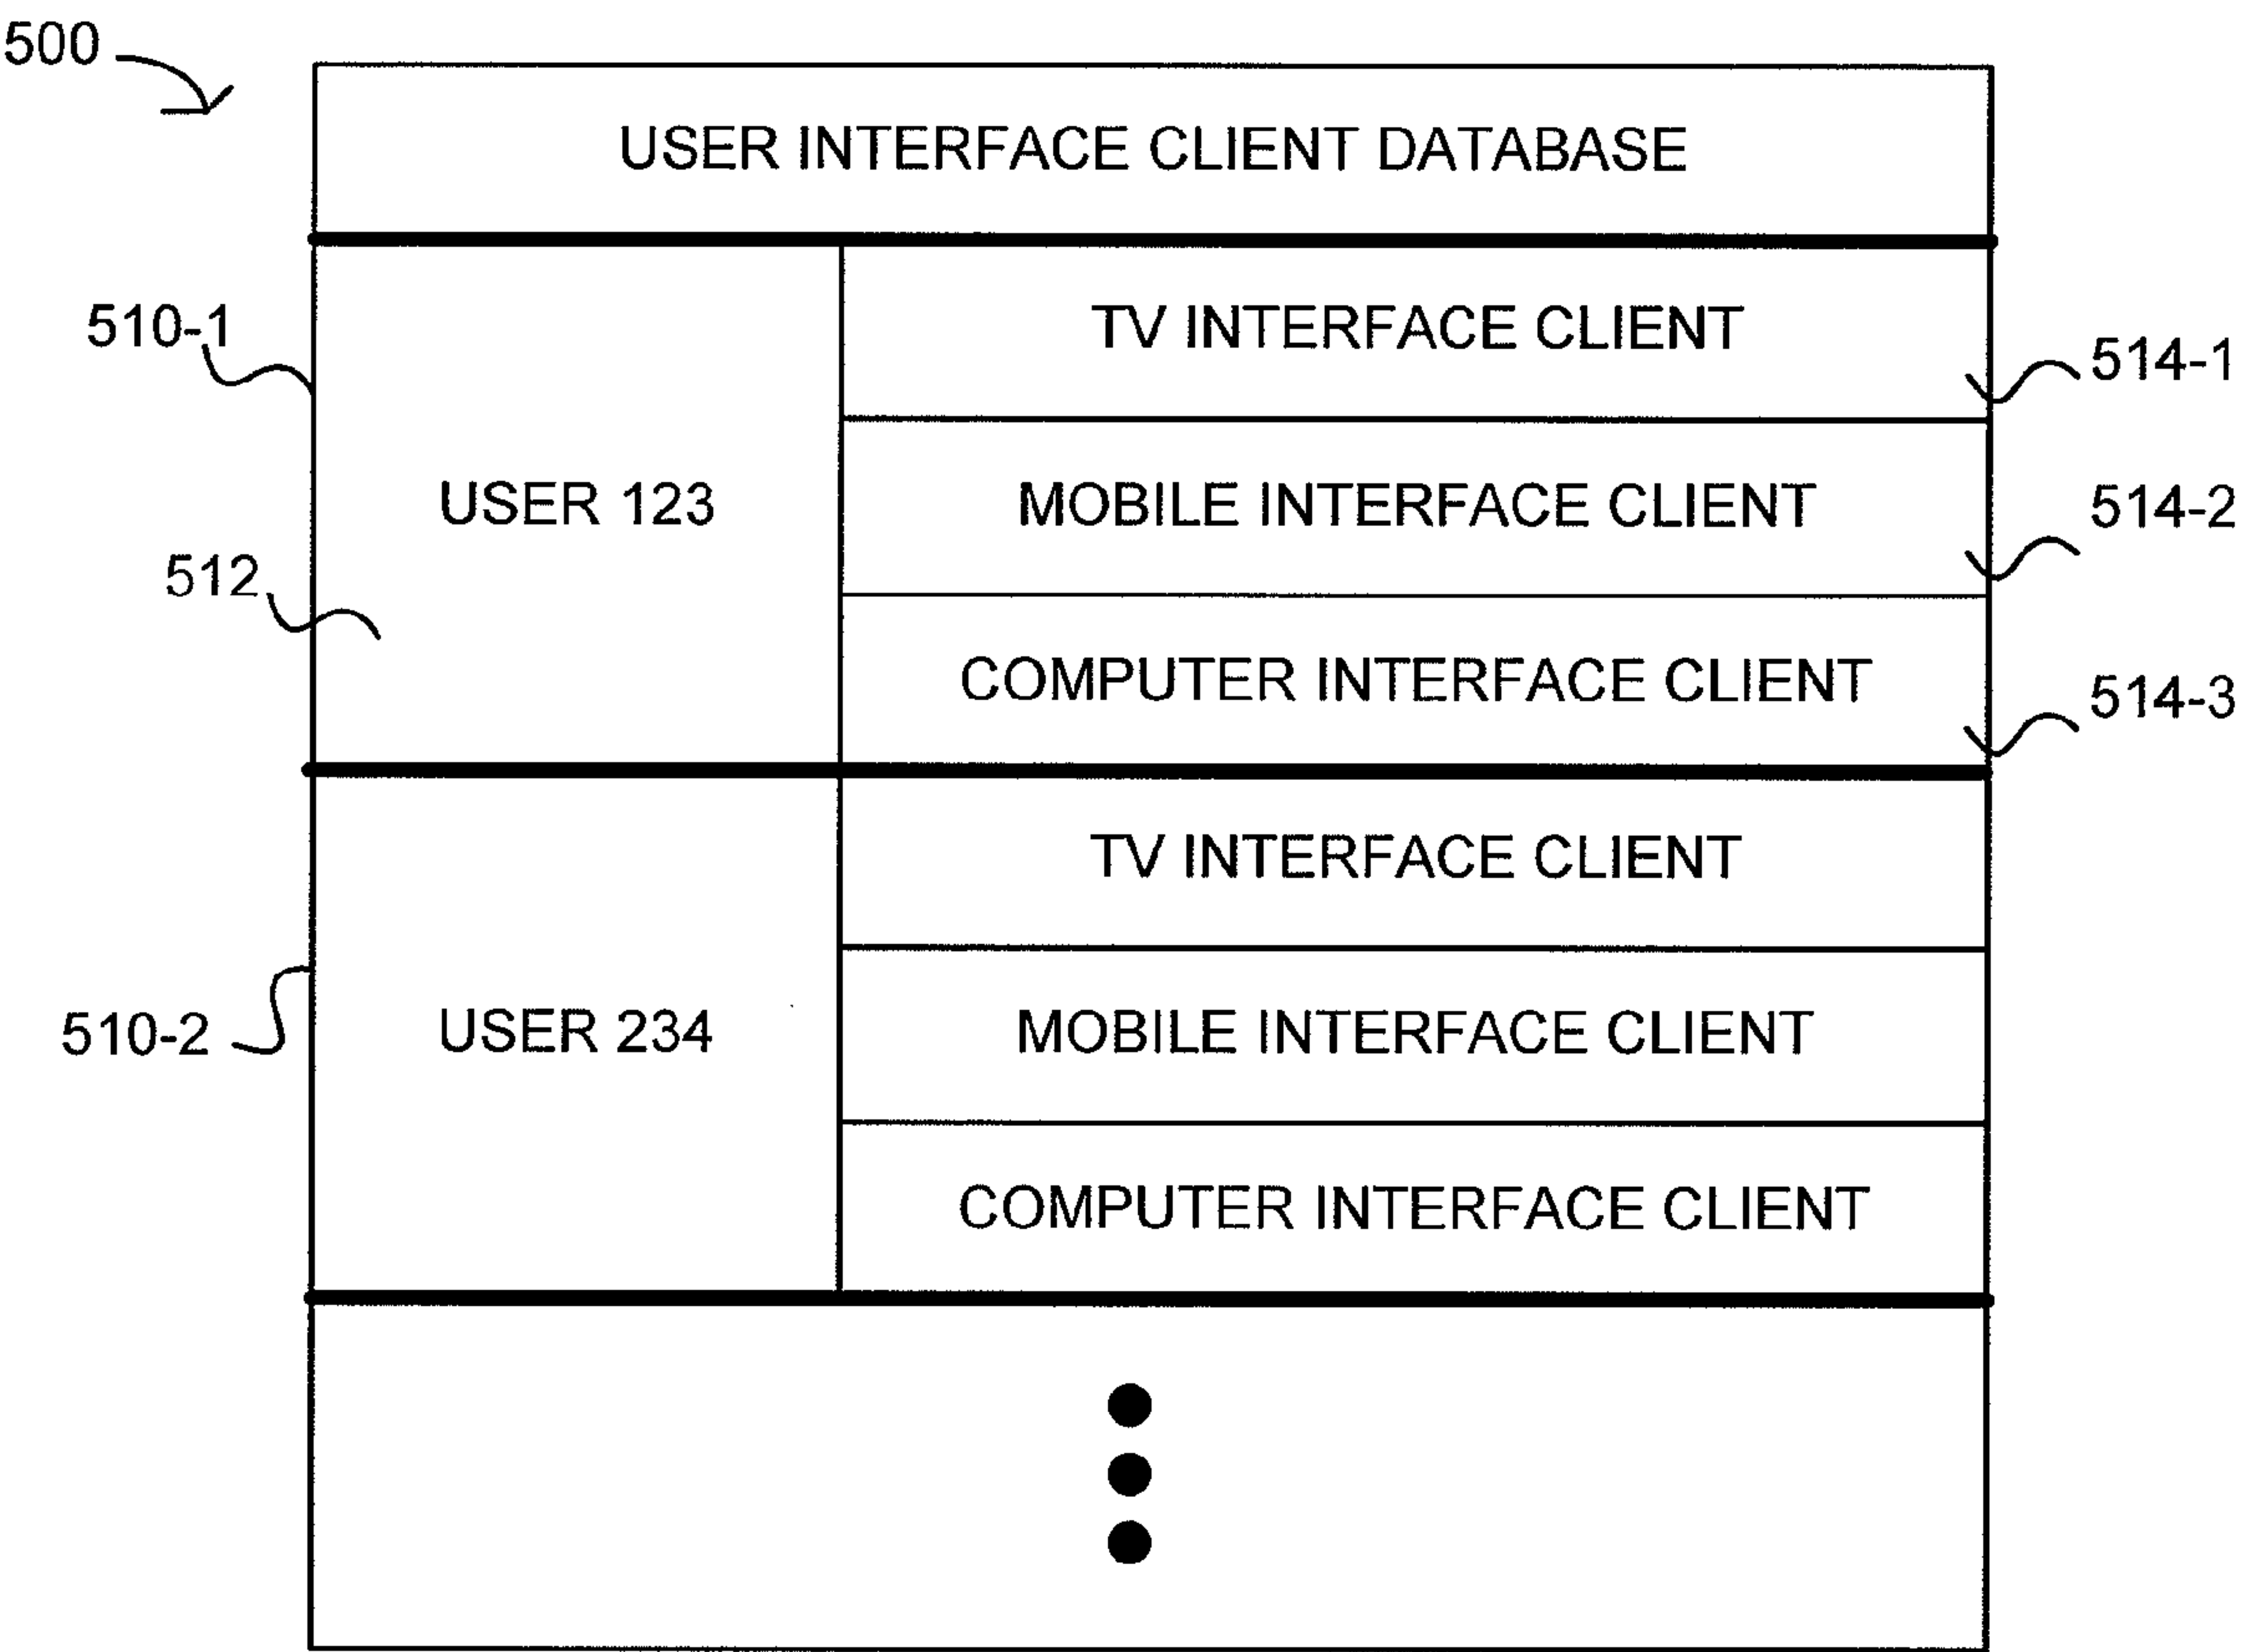 500
USER INTERFACE CLIENT DATABASE
510-1
TV INTERFACE CLIENT
514-1
USER 123
MOBILE INTERFACE CLIENT
514-2
512
COMPUTER INTERFACE CLIENT
514-3
TV INTERFACE CLIENT
510-2
USER 234
MOBILE INTERFACE CLIENT
COMPUTER INTERFACE CLIENT